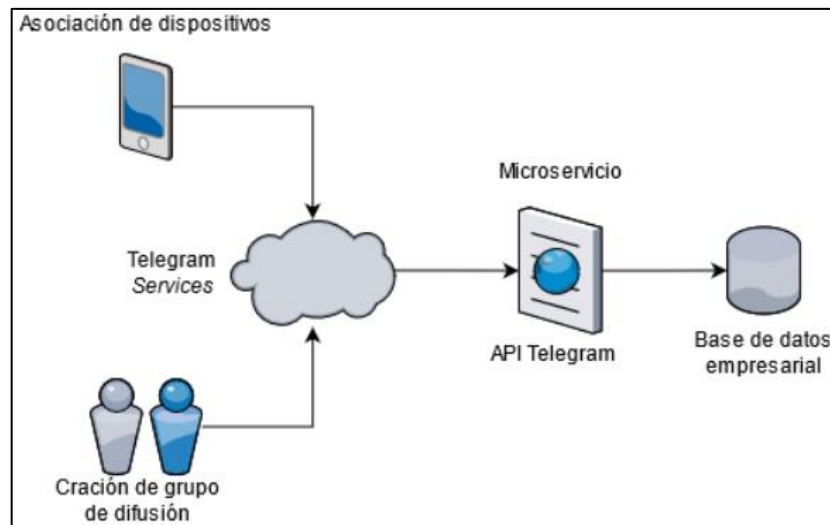 Asociación de dispositivos
Microservicio
Telegram
Services
API Telegram
Base de datos
empresarial
Cración de grupo
de difusión